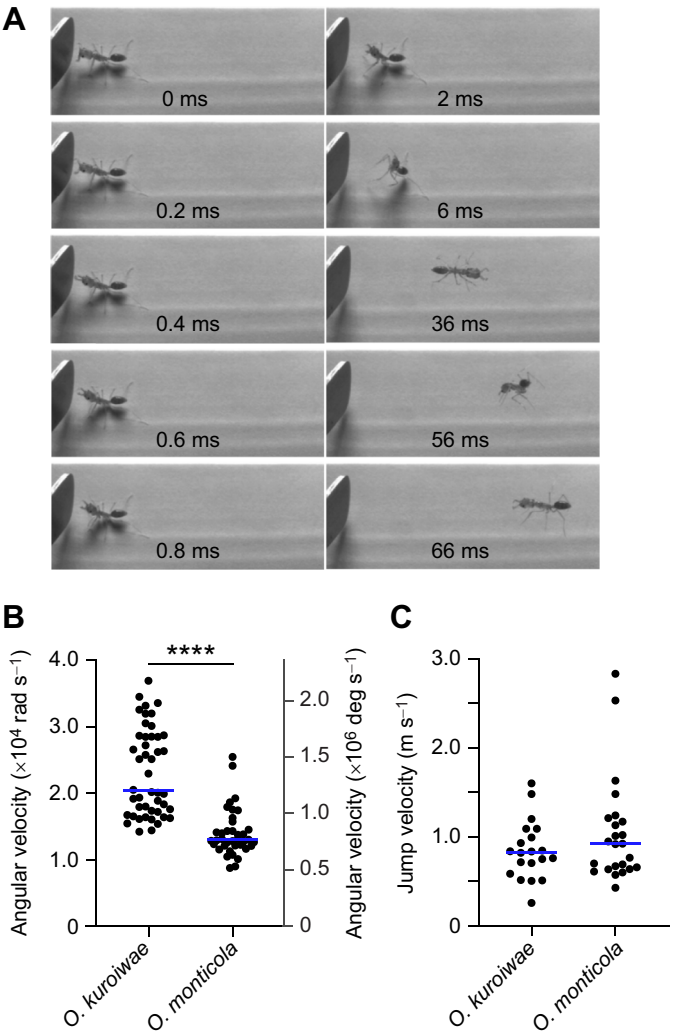 A
0 ms
2 ms
0.2 ms
6 ms
0.4 ms
36 ms
0.6 ms
56 ms
0.8 ms
66 ms
B
Angular velocity (×10⁴ rad s⁻¹)
4.0
3.0
2.0
1.0
0
****
2.0
1.5
1.0
0.5
0
Angular velocity (×10⁶ deg s⁻¹)
O. kuroiwae
O. monticola
C
Jump velocity (m s⁻¹)
3.0
2.0
1.0
0
O. kuroiwae
O. monticola